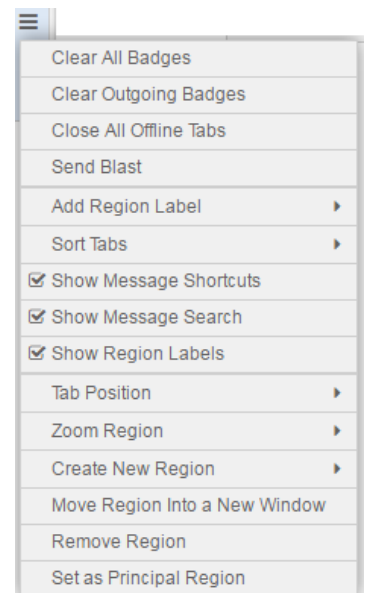 Clear All Badges
Clear Outgoing Badges
Close All Offline Tabs
Send Blast
Add Region Label
Sort Tabs
Show Message Shortcuts
Show Message Search
Show Region Labels
Tab Position
Zoom Region
Create New Region
Move Region Into a New Window
Remove Region
Set as Principal Region